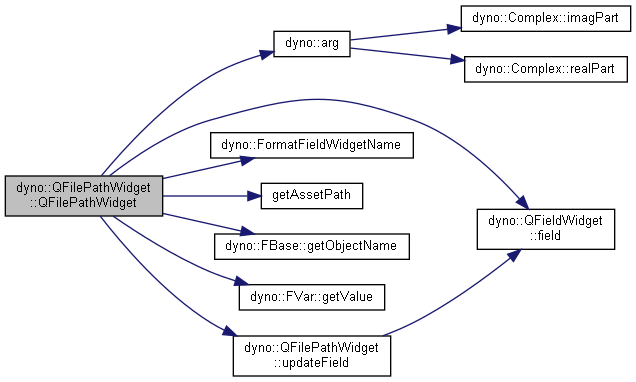 dyno::QFilePathWidget
::QFilePathWidget
dyno::arg
dyno::Complex::imagPart
dyno::Complex::realPart
dyno::FormatFieldWidgetName
getAssetPath
dyno::FBase::getObjectName
dyno::FVar::getValue
dyno::QFilePathWidget
::updateField
dyno::QFieldWidget
::field